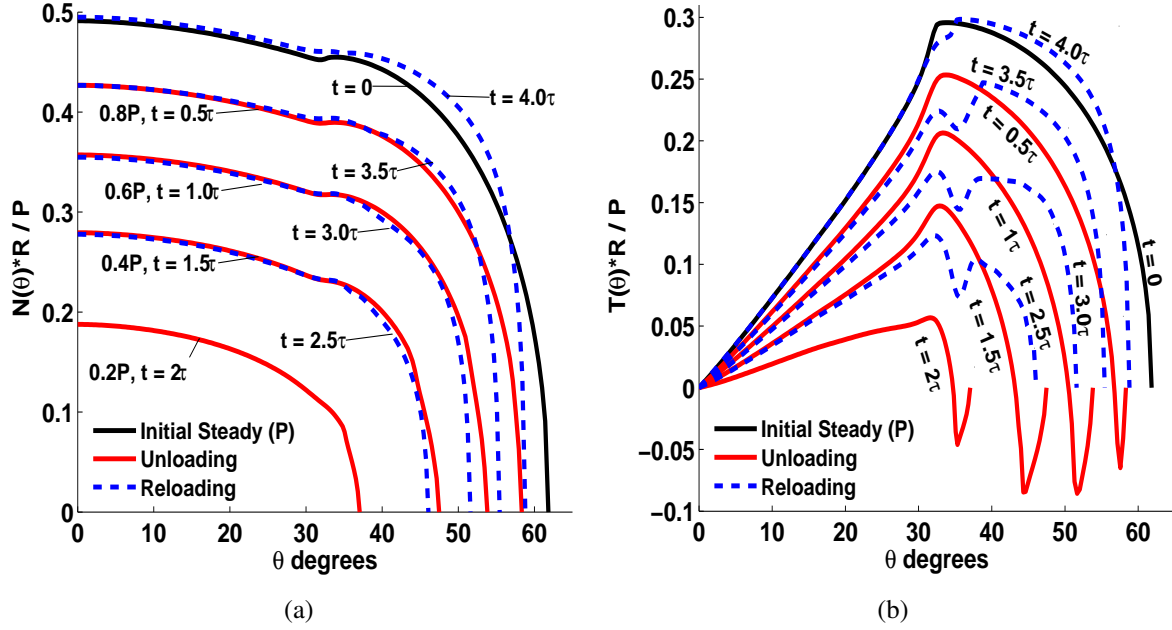 0.5
0.4
0.3
0.2
0.1
0
N(θ)*R / P
0 10 20 30 40 50 60
θ degrees
t = 0
t = 4.0τ
0.8P, t = 0.5τ
t = 3.5τ
0.6P, t = 1.0τ
t = 3.0τ
0.4P, t = 1.5τ
t = 2.5τ
0.2P, t = 2τ
Initial Steady (P)
Unloading
Reloading
(a)
0.3
0.25
0.2
0.15
0.1
0.05
0
−0.05
−0.1
T(θ)*R / P
0 10 20 30 40 50 60
θ degrees
t = 4.0τ
t = 3.5τ
t = 0.5τ
t = 1τ
t = 0
t = 3.0τ
t = 2.5τ
t = 1.5τ
t = 2τ
Initial Steady (P)
Unloading
Reloading
(b)